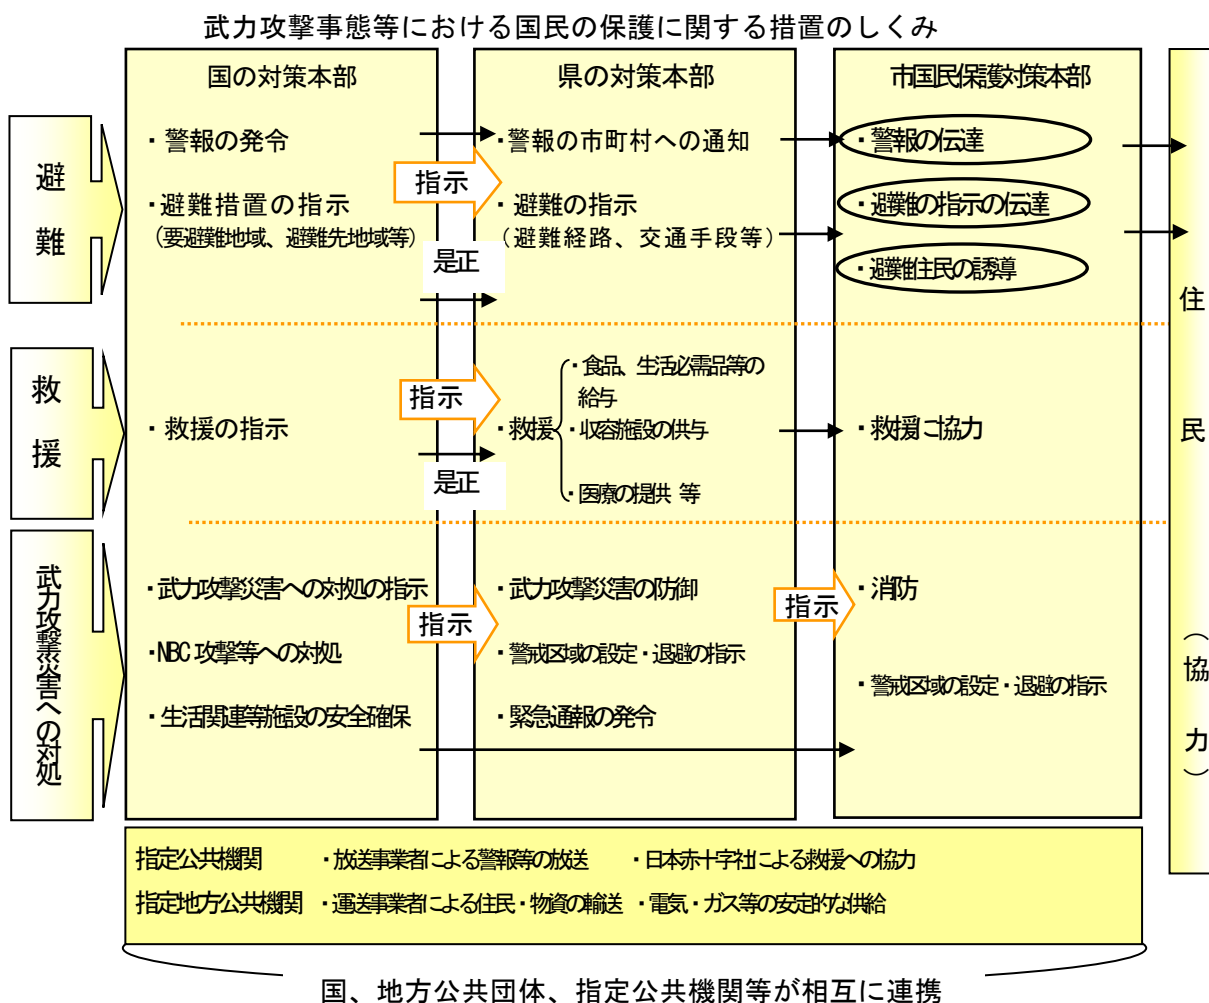 武力攻撃事態等における国民の保護に関する措置のしくみ
国の対策本部
県の対策本部
市国民保護対策本部
避難
・警報の発令
・警報の市町村への通知
・警報の伝達
指示
・避難措置の指示
(要避難地域、避難先地域等)
・避難の指示
(避難経路、交通手段等)
・避難の指示の伝達
是正
・避難住民の誘導
救援
・救援の指示
指示
是正
・救援
・食品、生活必需品等の
給与
・収容施設の供与
・医療の提供 等
・救援に協力
武力攻撃災害への対処
・武力攻撃災害への対処の指示
・NBC攻撃等への対処
・生活関連等施設の安全確保
指示
・武力攻撃災害の防御
・警戒区域の設定・退避の指示
・緊急通報の発令
指示
・消防
・警戒区域の設定・退避の指示
住民(協力)
指定公共機関 ・放送事業者による警報等の放送 ・日本赤十字社による救援への協力
指定地方公共機関 ・運送事業者による住民・物資の輸送 ・電気・ガス等の安定的な供給
国、地方公共団体、指定公共機関等が相互に連携